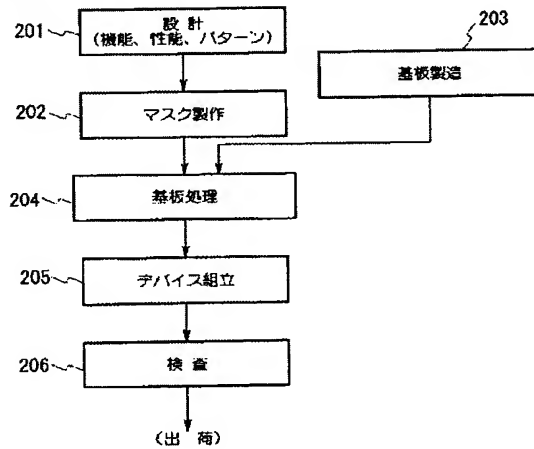 201
設 計
(機能、性能、パターン)
203
基板製造
202
マスク製作
204
基板処理
205
デバイス組立
206
検 査
(出 荷)